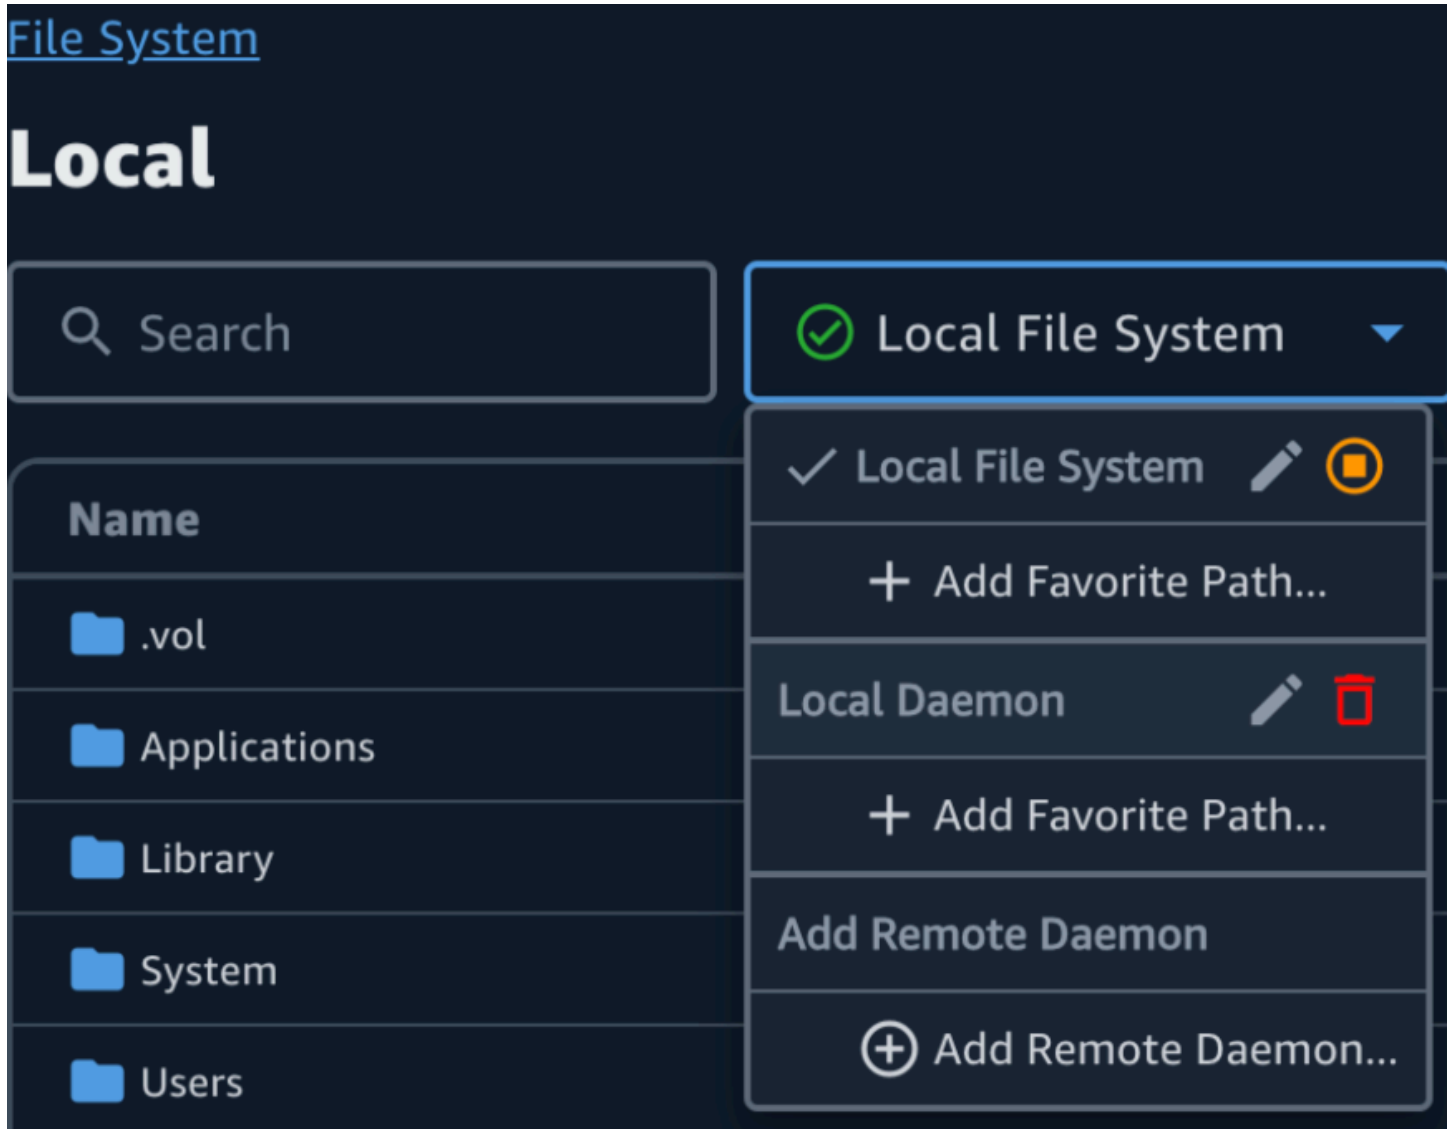 File System
Local
Search
Local File System
Local File System
Add Favorite Path...
Local Daemon
Add Favorite Path...
Add Remote Daemon
Add Remote Daemon...
Name
.vol
Applications
Library
System
Users